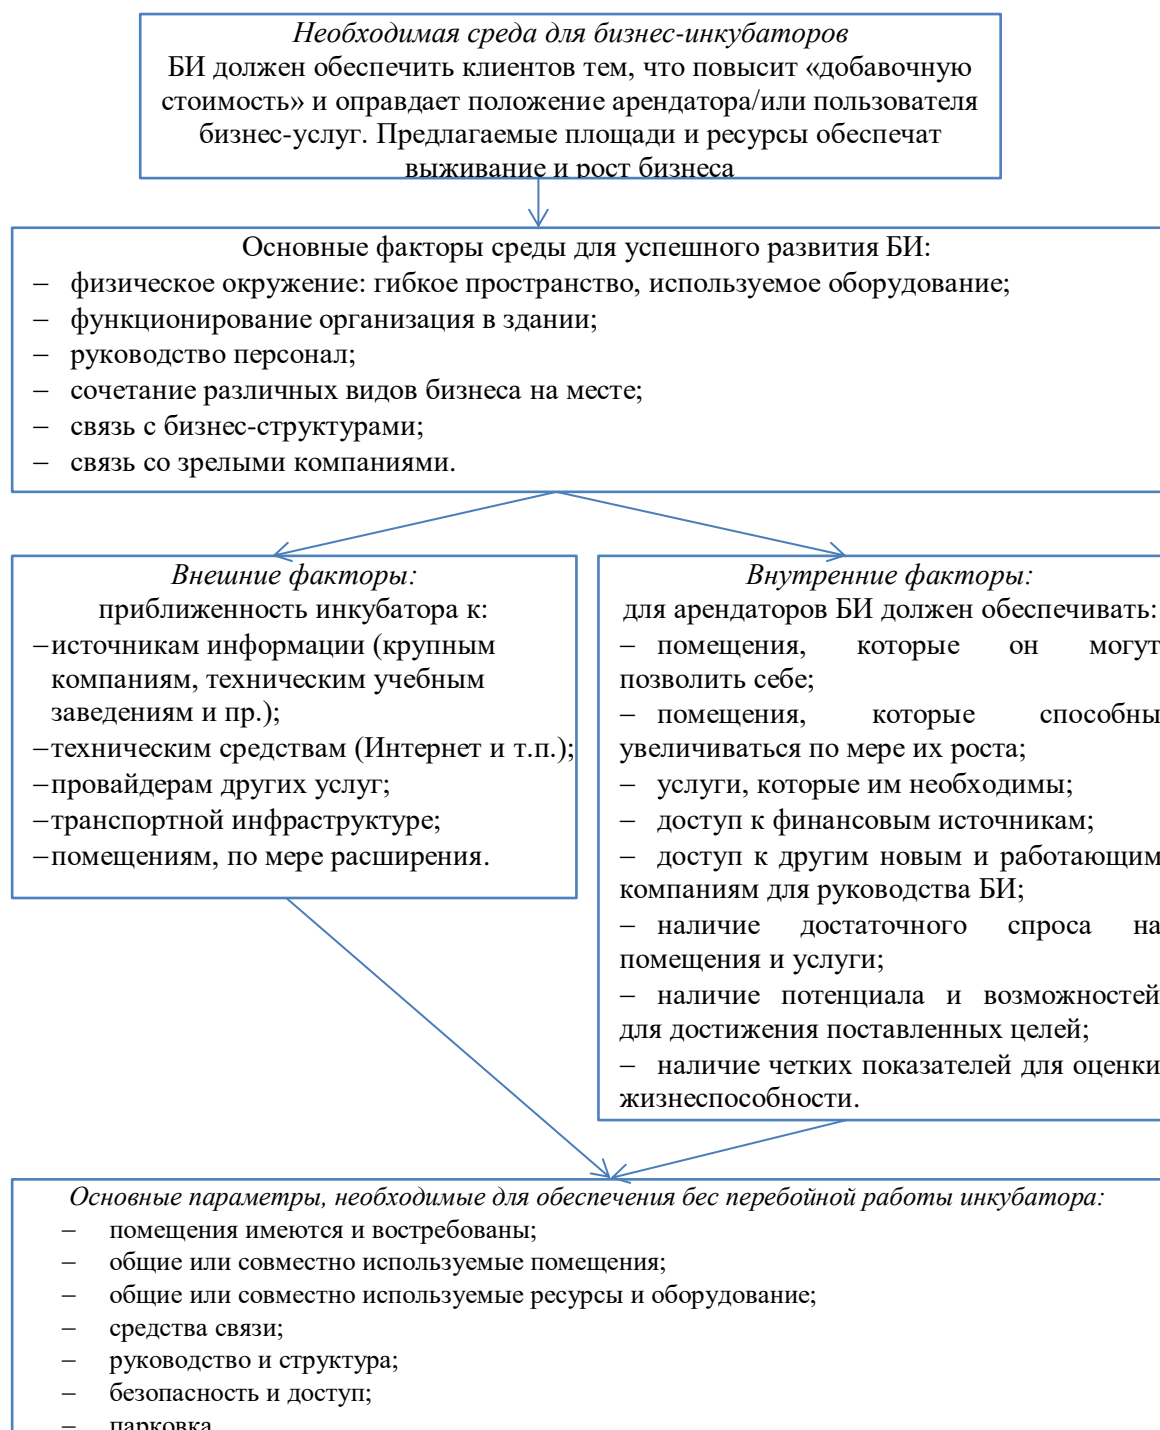 Необходимая среда для бизнес-инкубаторов
БИ должен обеспечить клиентов тем, что повысит «добавочную
стоимость» и оправдает положение арендатора/или пользователя
бизнес-услуг. Предлагаемые площади и ресурсы обеспечат
выживание и рост бизнеса
Основные факторы среды для успешного развития БИ:
– физическое окружение: гибкое пространство, используемое оборудование;
– функционирование организация в здании;
– руководство персонал;
– сочетание различных видов бизнеса на месте;
– связь с бизнес-структурами;
– связь со зрелыми компаниями.
Внешние факторы:
приближенность инкубатора к:
– источникам информации (крупным
компаниям, техническим учебным
заведениям и пр.);
– техническим средствам (Интернет и т.п.);
– провайдерам других услуг;
– транспортной инфраструктуре;
– помещениям, по мере расширения.
Внутренние факторы:
для арендаторов БИ должен обеспечивать:
– помещения, которые он могут
позволить себе;
– помещения, которые способны
увеличиваться по мере их роста;
– услуги, которые им необходимы;
– доступ к финансовым источникам;
– доступ к другим новым и работающим
компаниям для руководства БИ;
– наличие достаточного спроса на
помещения и услуги;
– наличие потенциала и возможностей
для достижения поставленных целей;
– наличие четких показателей для оценки
жизнеспособности.
Основные параметры, необходимые для обеспечения бес перебойной работы инкубатора:
– помещения имеются и востребованы;
– общие или совместно используемые помещения;
– общие или совместно используемые ресурсы и оборудование;
– средства связи;
– руководство и структура;
– безопасность и доступ;
– парковка